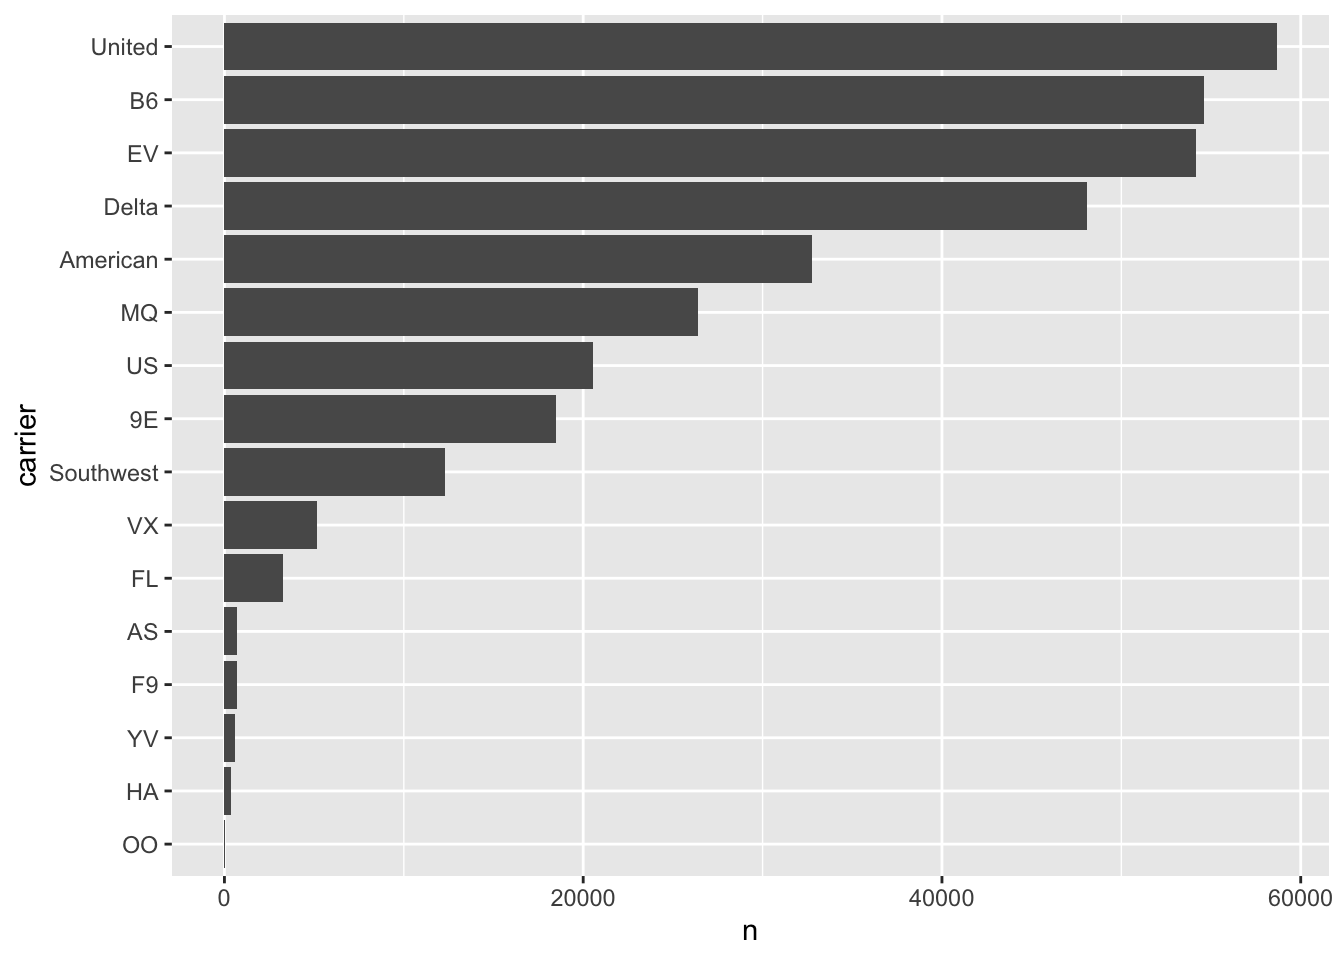 United
B6
EV
Delta
American
MQ
US
9E
Southwest
VX
FL
AS
F9
YV
HA
OO
carrier
0 20000 40000 60000
n